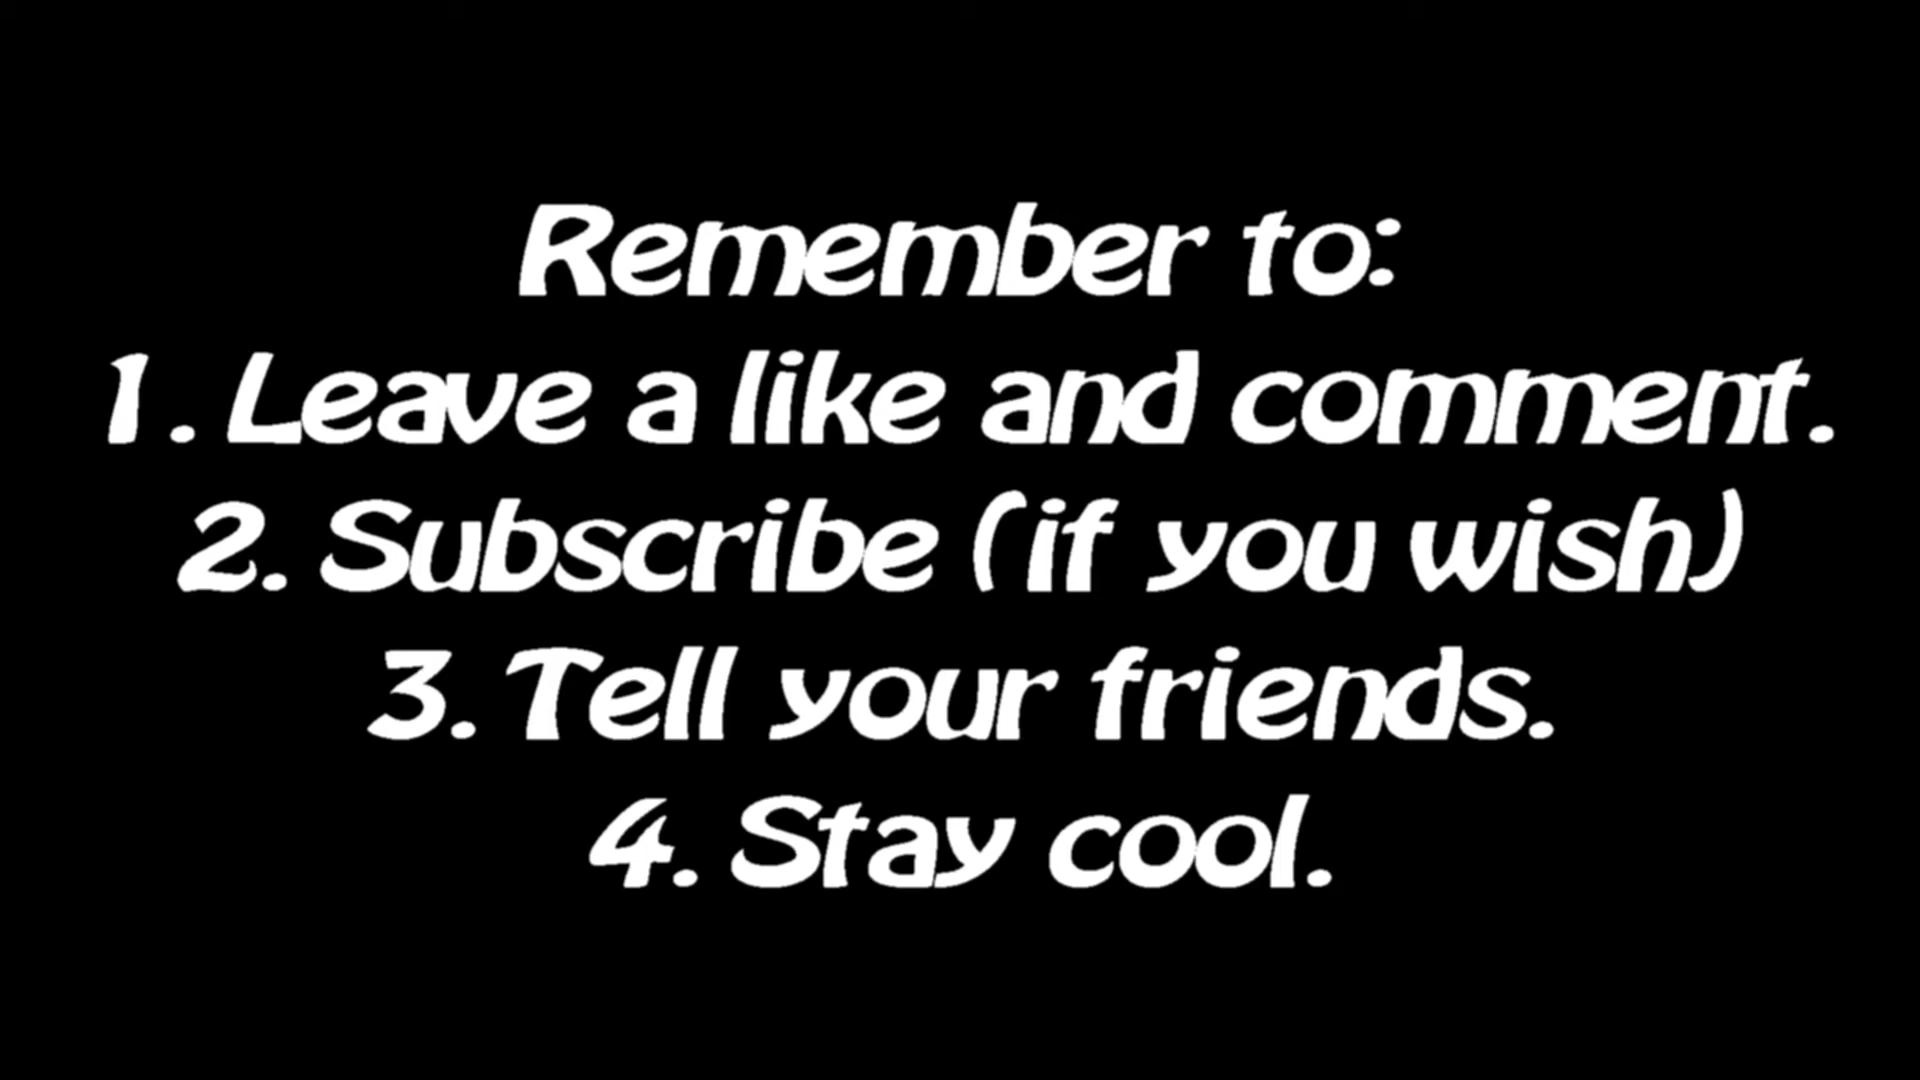 Remember to:
1. Leave a like and comment.
2. Subscribe (if you wish)
3. Tell your friends.
4. Stay cool.